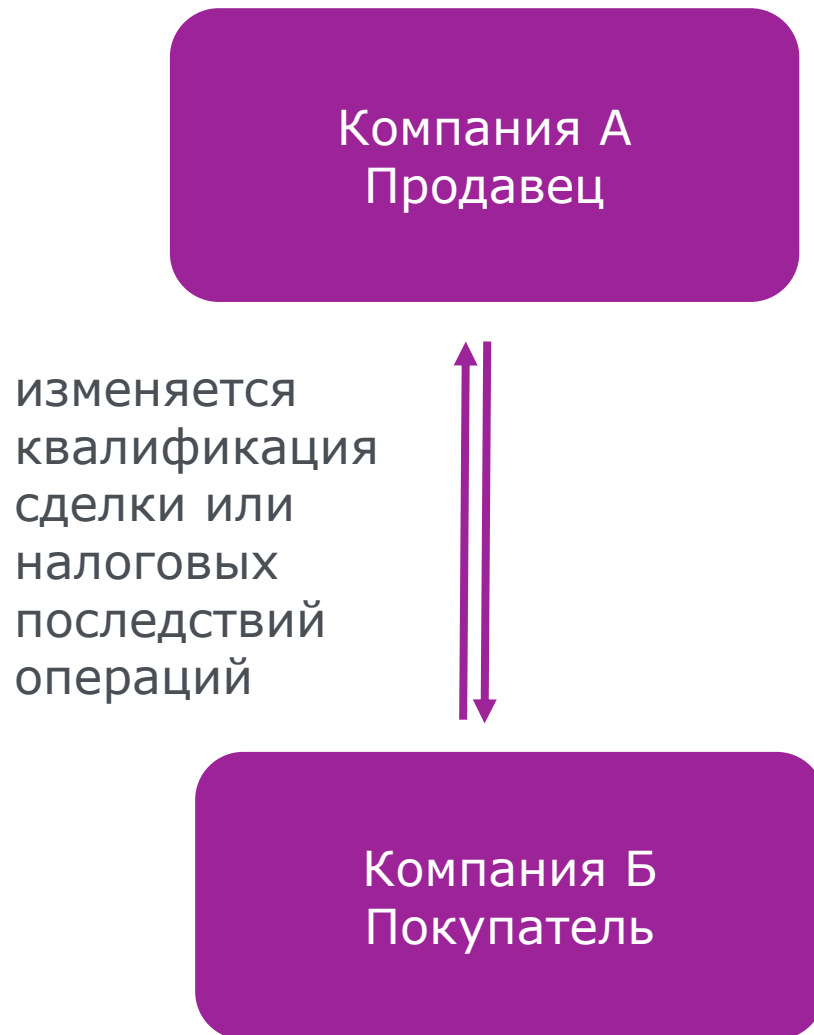 Компания А
Продавец
изменяется
квалификация
сделки или
налоговых
последствий
операций
Компания Б
Покупатель